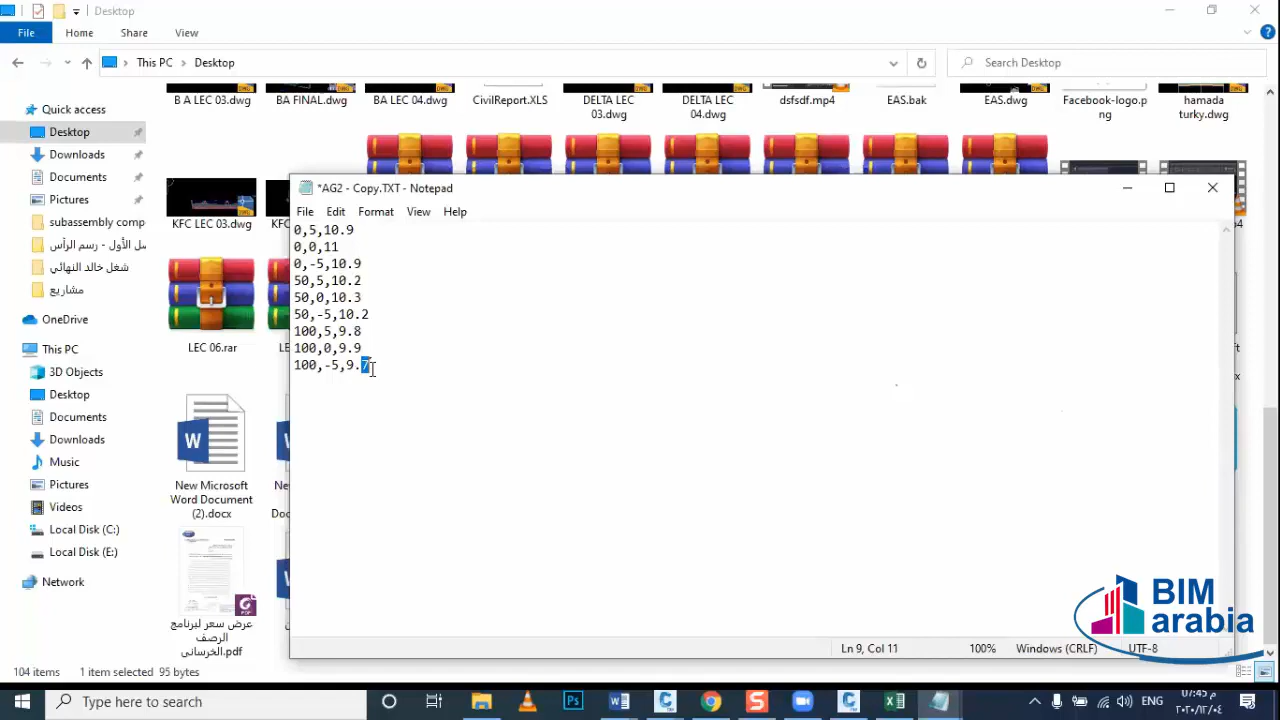 Desktop
File
Home
Share
View
This PC
Desktop
Search Desktop
Quick access
Desktop
Downloads
Documents
Pictures
subassembly comp
شغل خالد النهائي
مشاريع
OneDrive
This PC
3D Objects
Desktop
Documents
Downloads
Music
Pictures
Videos
Local Disk (C:)
Local Disk (E:)
Network
B A LEC 03.dwg
BA FINAL.dwg
BA LEC 04.dwg
CivilReport.XLS
DELTA LEC
03.dwg
DELTA LEC
04.dwg
dsfsdf.mp4
EAS.bak
EAS.dwg
Facebook-logo.p
ng
hamada
turky.dwg
KFC LEC 03.dwg
LEC 06.rar
New Microsoft
Word Document
(2).docx
عرض سعر لبرنامج
الرصف
الخرساني.pdf
*AG2 - Copy.TXT - Notepad
File
Edit
Format
View
Help
0,5,10.9
0,0,11
0,-5,10.9
50,5,10.2
50,0,10.3
50,-5,10.2
100,5,9.8
100,0,9.9
100,-5,9.7
Ln 9, Col 11
100%
Windows (CRLF)
UTF-8
BIM
arabia
104 items
1 item selected
95 bytes
Type here to search
ENG
٠٧:٤٥ م
٢٠٢٠/١٢/٠٤